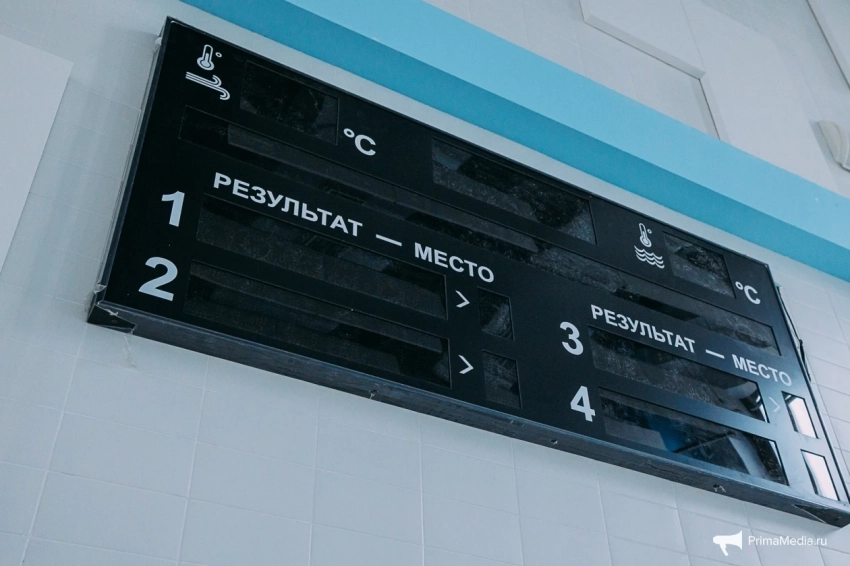 °C
°C
РЕЗУЛЬТАТ — МЕСТО
1 >
2 >
РЕЗУЛЬТАТ — МЕСТО
3 >
4
PrimaMedia.ru